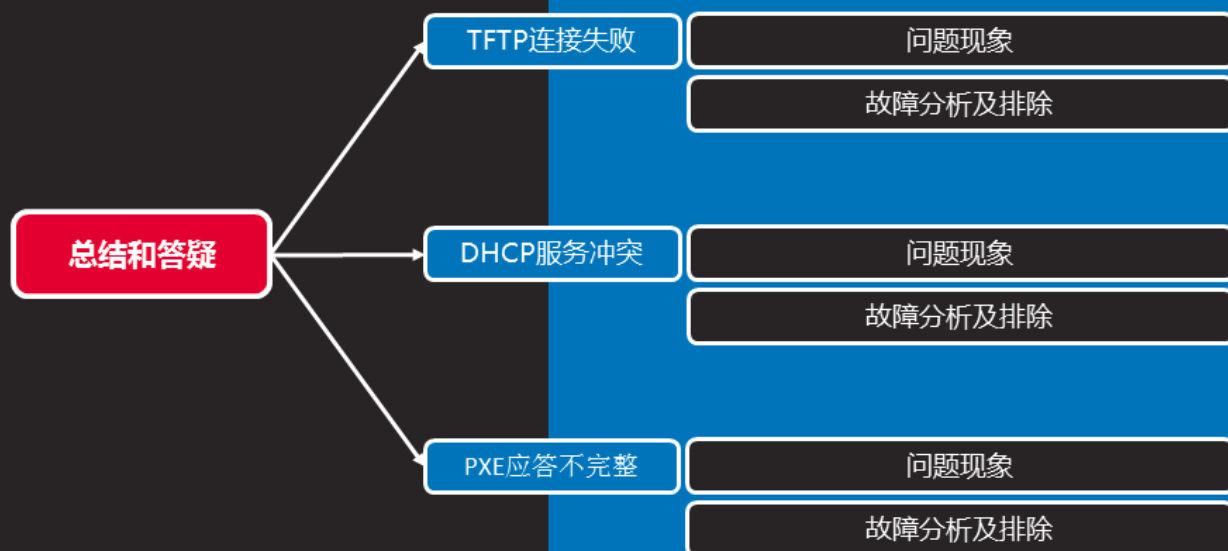 TFTP连接失败
问题现象
故障分析及排除
总结和答疑
DHCP服务冲突
问题现象
故障分析及排除
PXE应答不完整
问题现象
故障分析及排除